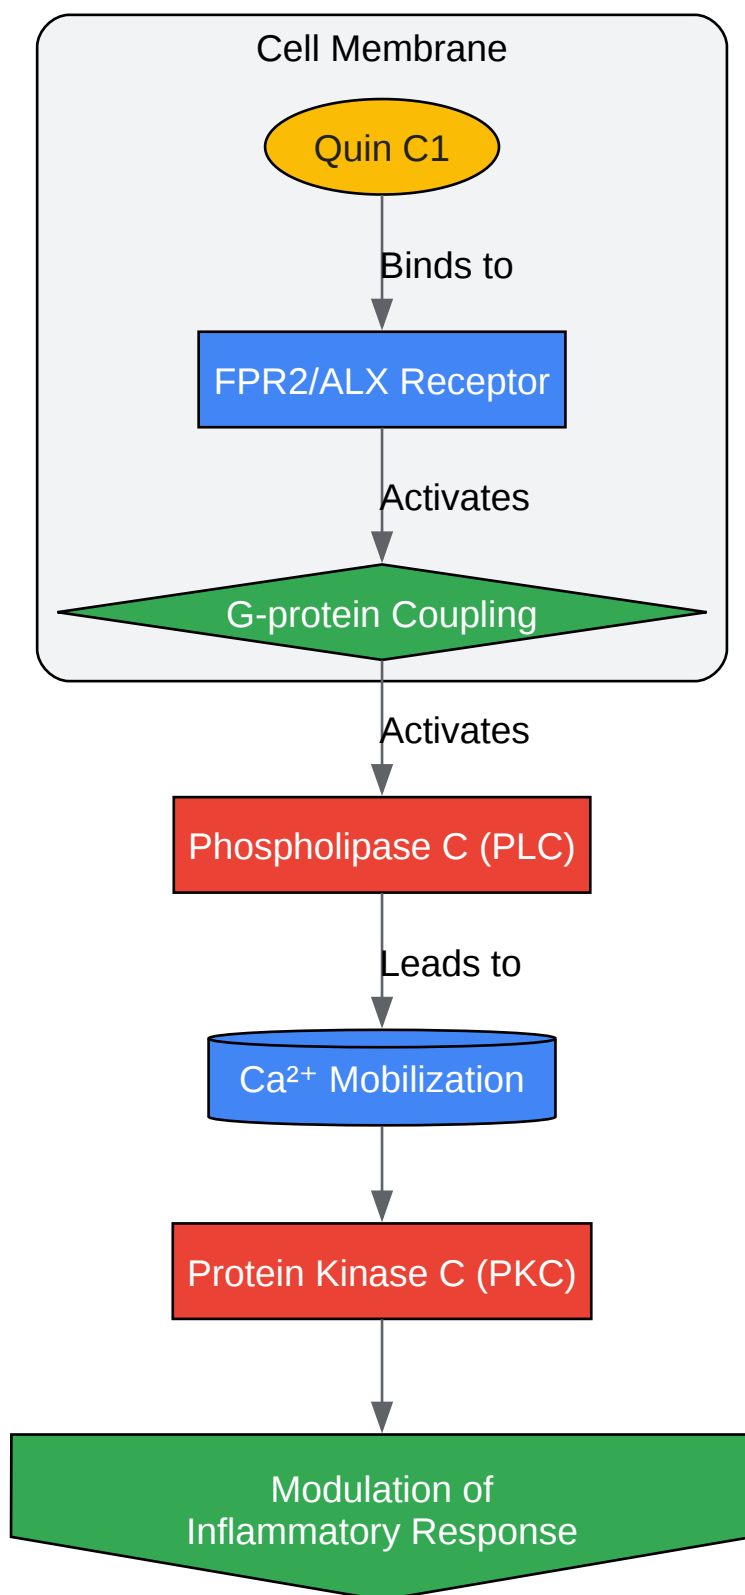 Cell Membrane
Quin C1
Binds to
FPR2/ALX Receptor
Activates
G-protein Coupling
Activates
Phospholipase C (PLC)
Leads to
Ca²⁺ Mobilization
Protein Kinase C (PKC)
Modulation of
Inflammatory Response